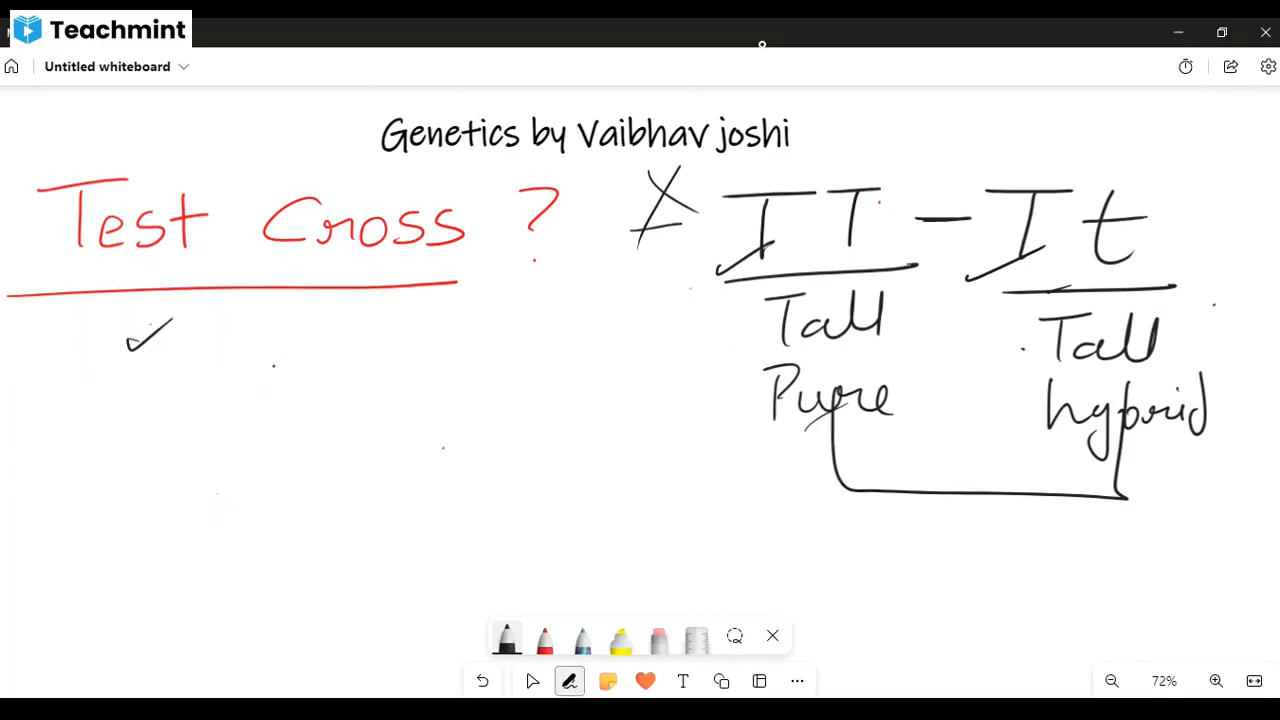 Teachmint
Untitled whiteboard
Genetics by Vaibhav joshi
Test Cross ?
TT - Tt
Tall Tall
Pure hybrid
72%